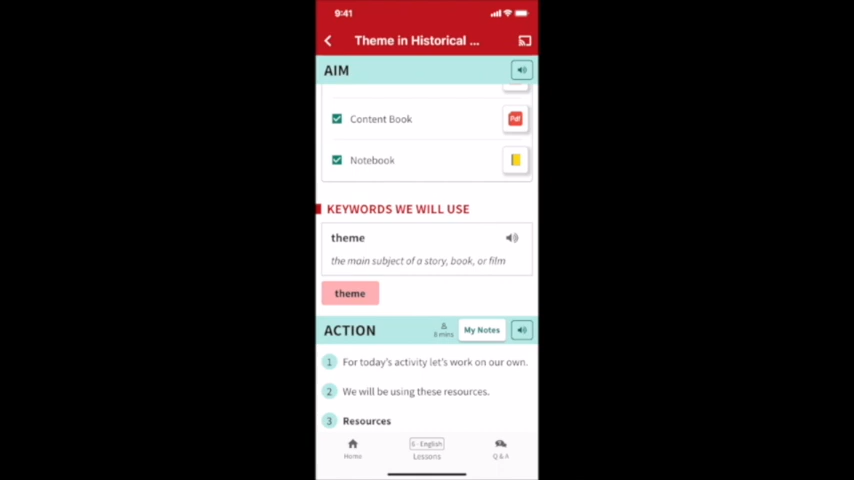 9:41
Theme in Historical ...
AIM
Content Book
Pdf
Notebook
KEYWORDS WE WILL USE
theme
the main subject of a story, book, or film
theme
ACTION
6 mins
My Notes
1 For today's activity let's work on our own.
2 We will be using these resources.
3 Resources
Home
6 - English
Lessons
Q & A